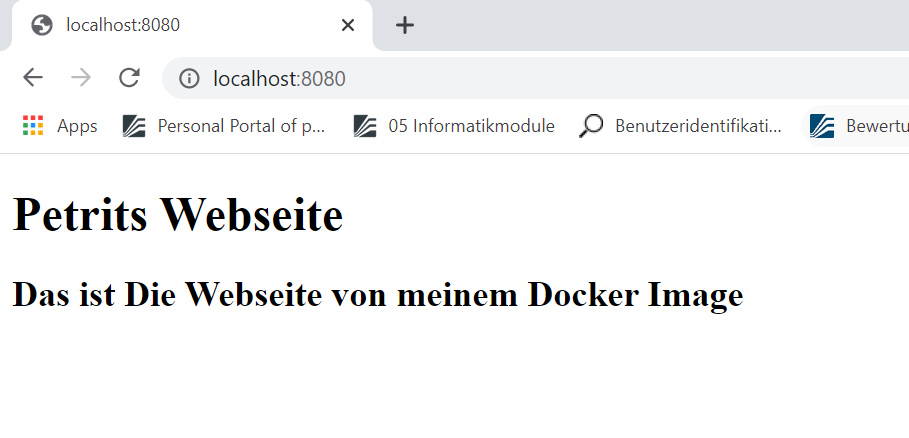 localhost:8080
localhost:8080
Apps Personal Portal of p... 05 Informatikmodule Benutzeridentifikati... Bewertu
Petrits Webseite
Das ist Die Webseite von meinem Docker Image